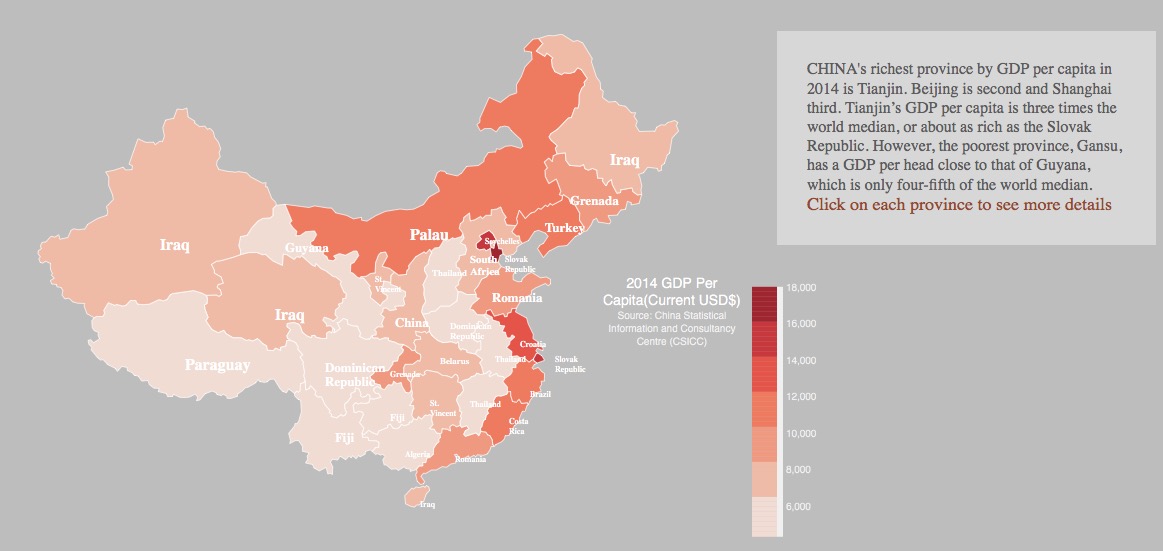 CHINA's richest province by GDP per capita in
2014 is Tianjin. Beijing is second and Shanghai
third. Tianjin's GDP per capita is three times the
world median, or about as rich as the Slovak
Republic. However, the poorest province, Gansu,
has a GDP per head close to that of Guyana,
which is only four-fifth of the world median.
Click on each province to see more details
Iraq
Grenada
Turkey
Palau
Iraq
Guyana
Seychelles
South
Africa
Slovak
Republic
Thailand
St.
Vincent
Romania
Iraq
China
Dominican
Republic
Croatia
Thailand
Slovak
Republic
Belarus
Paraguay
Dominican
Republic
Grenada
Brazil
St.
Vincent
Thailand
Fiji
Costa
Rica
Fiji
Algeria
Romania
Iraq
2014 GDP Per
Capita(Current USD$)
Source: China Statistical
Information and Consultancy
Centre (CSICC)
18,000
16,000
14,000
12,000
10,000
8,000
6,000